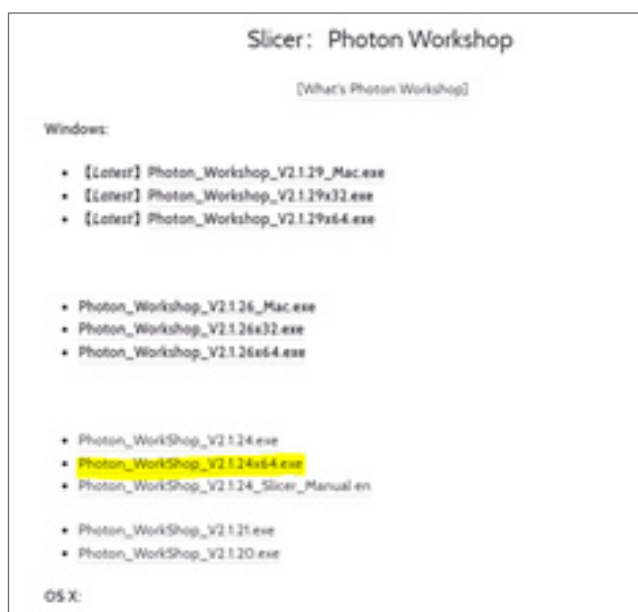 Slicer: Photon Workshop
[What's Photon Workshop]
Windows:
【Latest】Photon_Workshop_V2.1.29_Mac.exe
【Latest】Photon_Workshop_V2.1.29x32.exe
【Latest】Photon_Workshop_V2.1.29x64.exe
Photon_Workshop_V2.1.26_Mac.exe
Photon_Workshop_V2.1.26x32.exe
Photon_Workshop_V2.1.26x64.exe
Photon_WorkShop_V2.1.24.exe
Photon_WorkShop_V2.1.24x64.exe
Photon_WorkShop_V2.1.24_Slicer_Manual en
Photon_WorkShop_V2.1.21.exe
Photon_WorkShop_V2.1.20.exe
OS X: